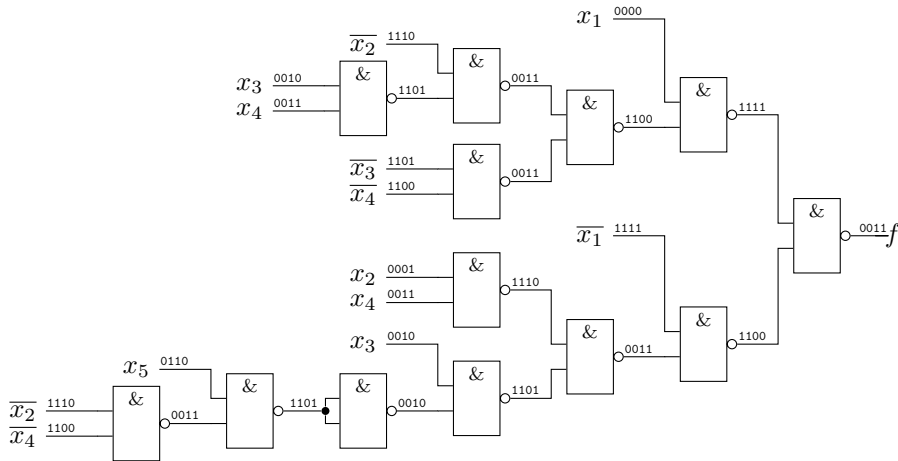 x₁ 0000
x̅₂ 1110
& & 0011 &
x₃ 0010
x₄ 0011
1101
& 1111
1100
x̅₃ 1101
x̅₄ 1100
& 0011
&
x̅₁ 1111
0011 f
x₂ 0001
x₄ 0011
& 1110
& & 1100
x₃ 0010
0011
x₅ 0110
& & & 1101
x̅₂ 1110
x̅₄ 1100
& 0011
1101
0010